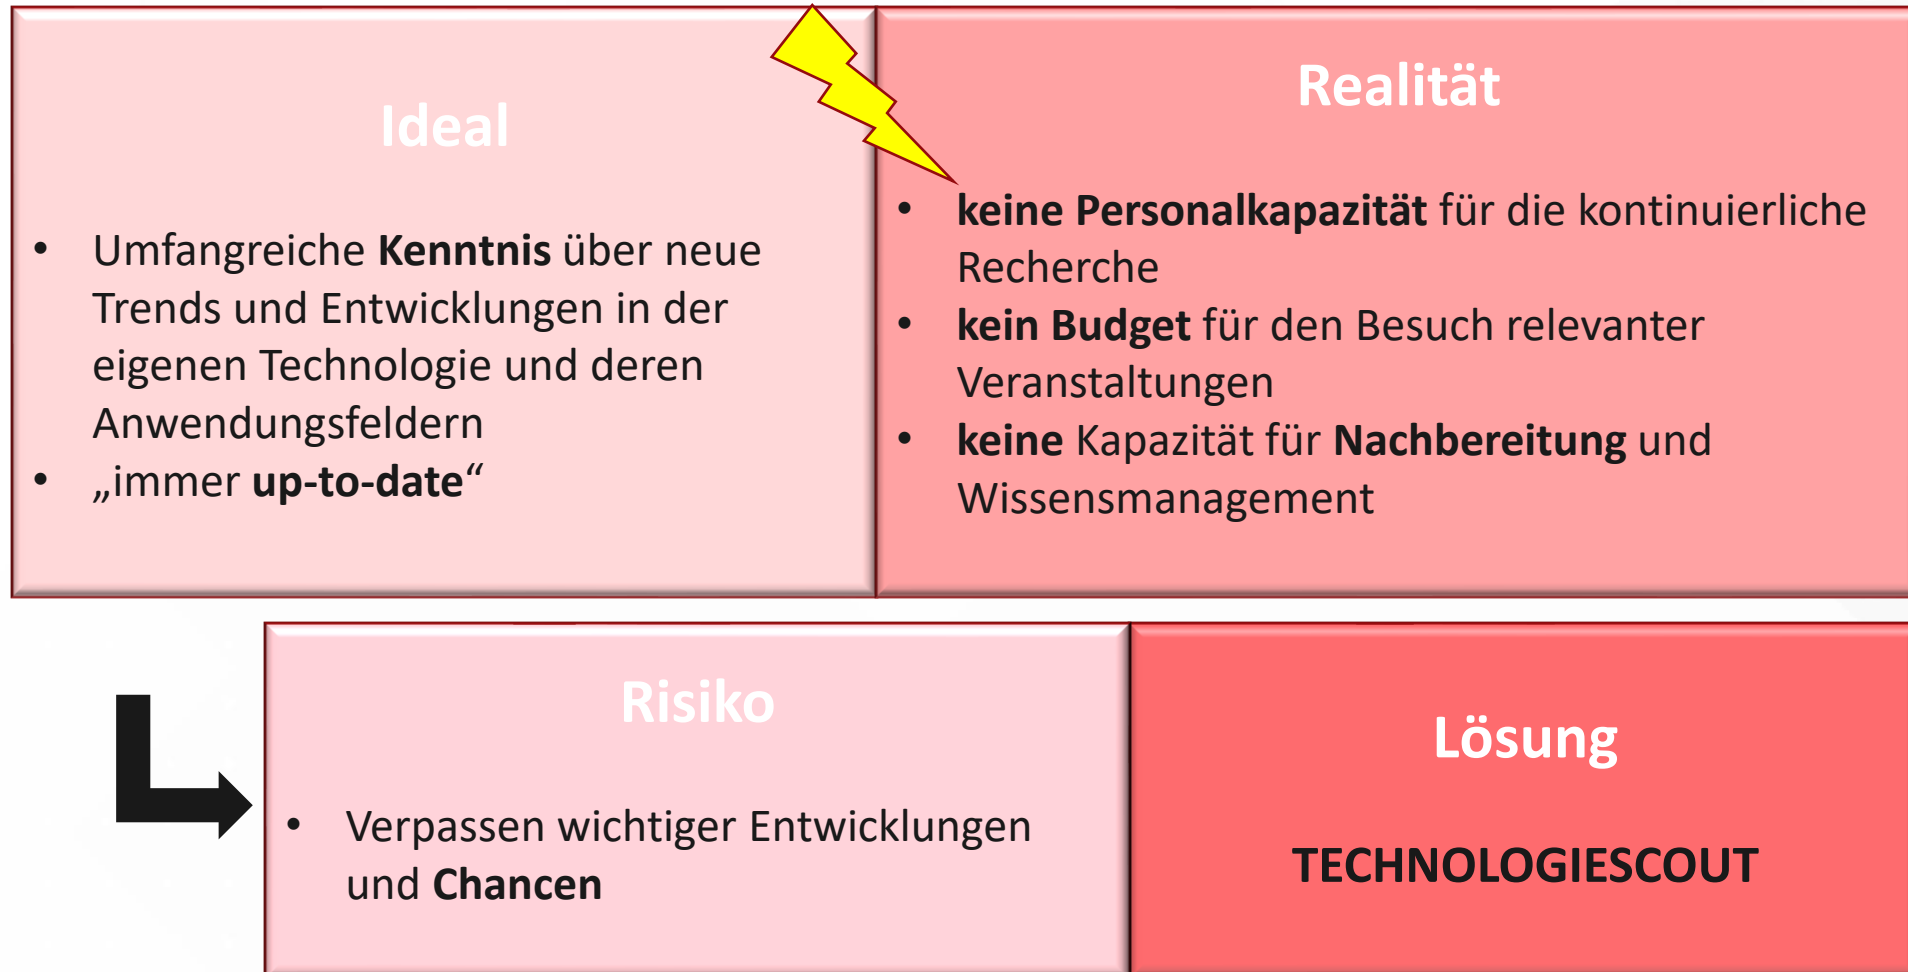 Ideal
• Umfangreiche Kenntnis über neue
Trends und Entwicklungen in der
eigenen Technologie und deren
Anwendungsfeldern
• „immer up-to-date“
Realität
• keine Personalkapazität für die kontinuierliche
Recherche
• kein Budget für den Besuch relevanter
Veranstaltungen
• keine Kapazität für Nachbereitung und
Wissensmanagement
Risiko
• Verpassen wichtiger Entwicklungen
und Chancen
Lösung
TECHNOLOGIESCOUT